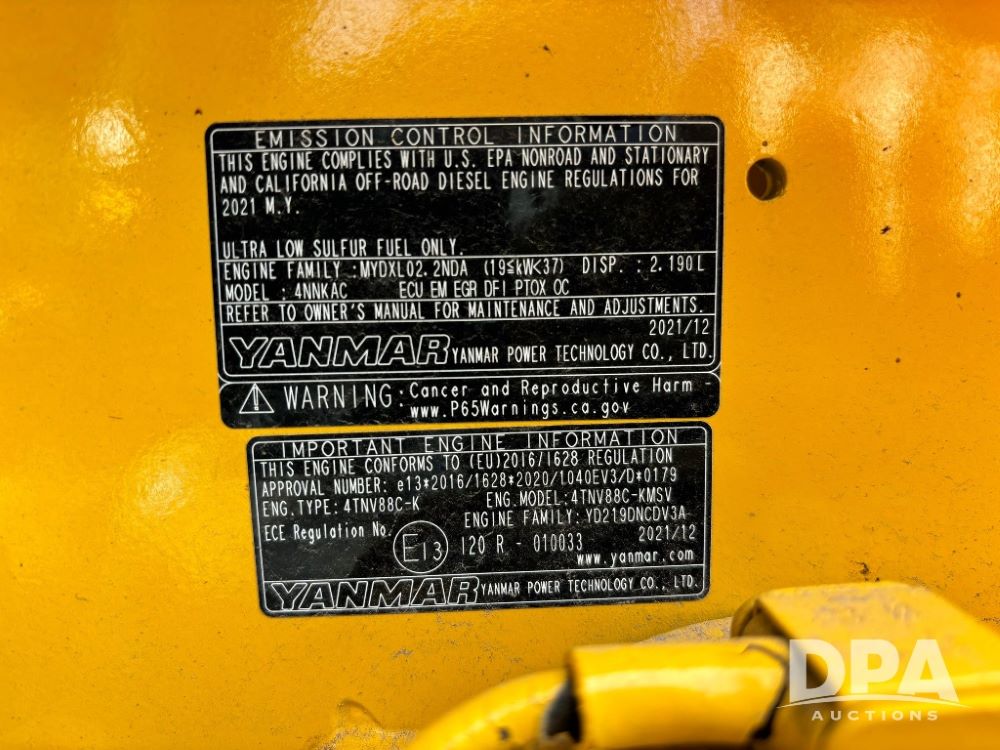 EMISSION CONTROL INFORMATION
THIS ENGINE COMPLIES WITH U.S. EPA NONROAD AND STATIONARY
AND CALIFORNIA OFF-ROAD DIESEL ENGINE REGULATIONS FOR
2021 M.Y.
ULTRA LOW SULFUR FUEL ONLY.
ENGINE FAMILY :MYDXL02.2NDA (19≤kW<37) DISP. : 2.190L
MODEL : 4NNKAC ECU EM EGR DFI PTOX OC
REFER TO OWNER'S MANUAL FOR MAINTENANCE AND ADJUSTMENTS.
2021/12
YANMAR YANMAR POWER TECHNOLOGY CO., LTD.
WARNING:Cancer and Reproductive Harm -
www.P65Warnings.ca.gov
IMPORTANT ENGINE INFORMATION
THIS ENGINE CONFORMS TO (EU)2016/1628 REGULATION
APPROVAL NUMBER: e13*2016/1628*2020/1040EV3/D*0179
ENG.TYPE: 4TNV88C-K ENG.MODEL:4TNV88C-KMSV
ENGINE FAMILY: YD219DNCDV3A
ECE Regulation No. E13 120 R - 010033 2021/12
www.yanmar.com
YANMAR YANMAR POWER TECHNOLOGY CO., LTD.
DPA
AUCTIONS